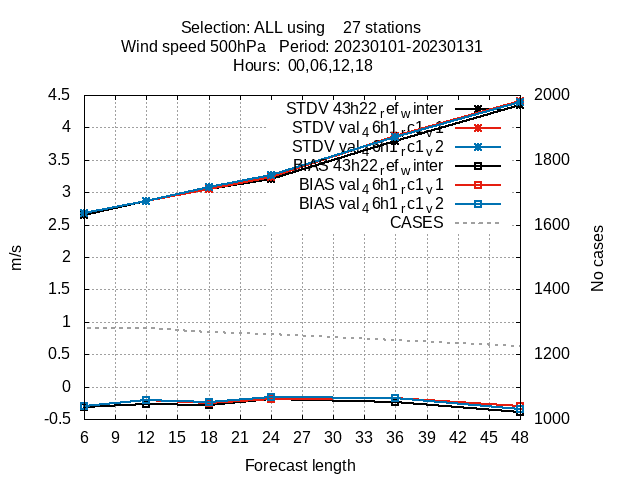 Selection: ALL using    27 stations
Wind speed 500hPa   Period: 20230101-20230131
Hours:  00,06,12,18
STDV 43h22ref_winter
STDV val_46h1_rc1_v1
STDV val_46h1_rc1_v2
BIAS 43h22ref_winter
BIAS val_46h1_rc1_v1
BIAS val_46h1_rc1_v2
CASES
4.5
4
3.5
3
2.5
2
1.5
1
0.5
0
-0.5
m/s
2000
1800
1600
1400
1200
1000
No cases
6 9 12 15 18 21 24 27 30 33 36 39 42 45 48
Forecast length